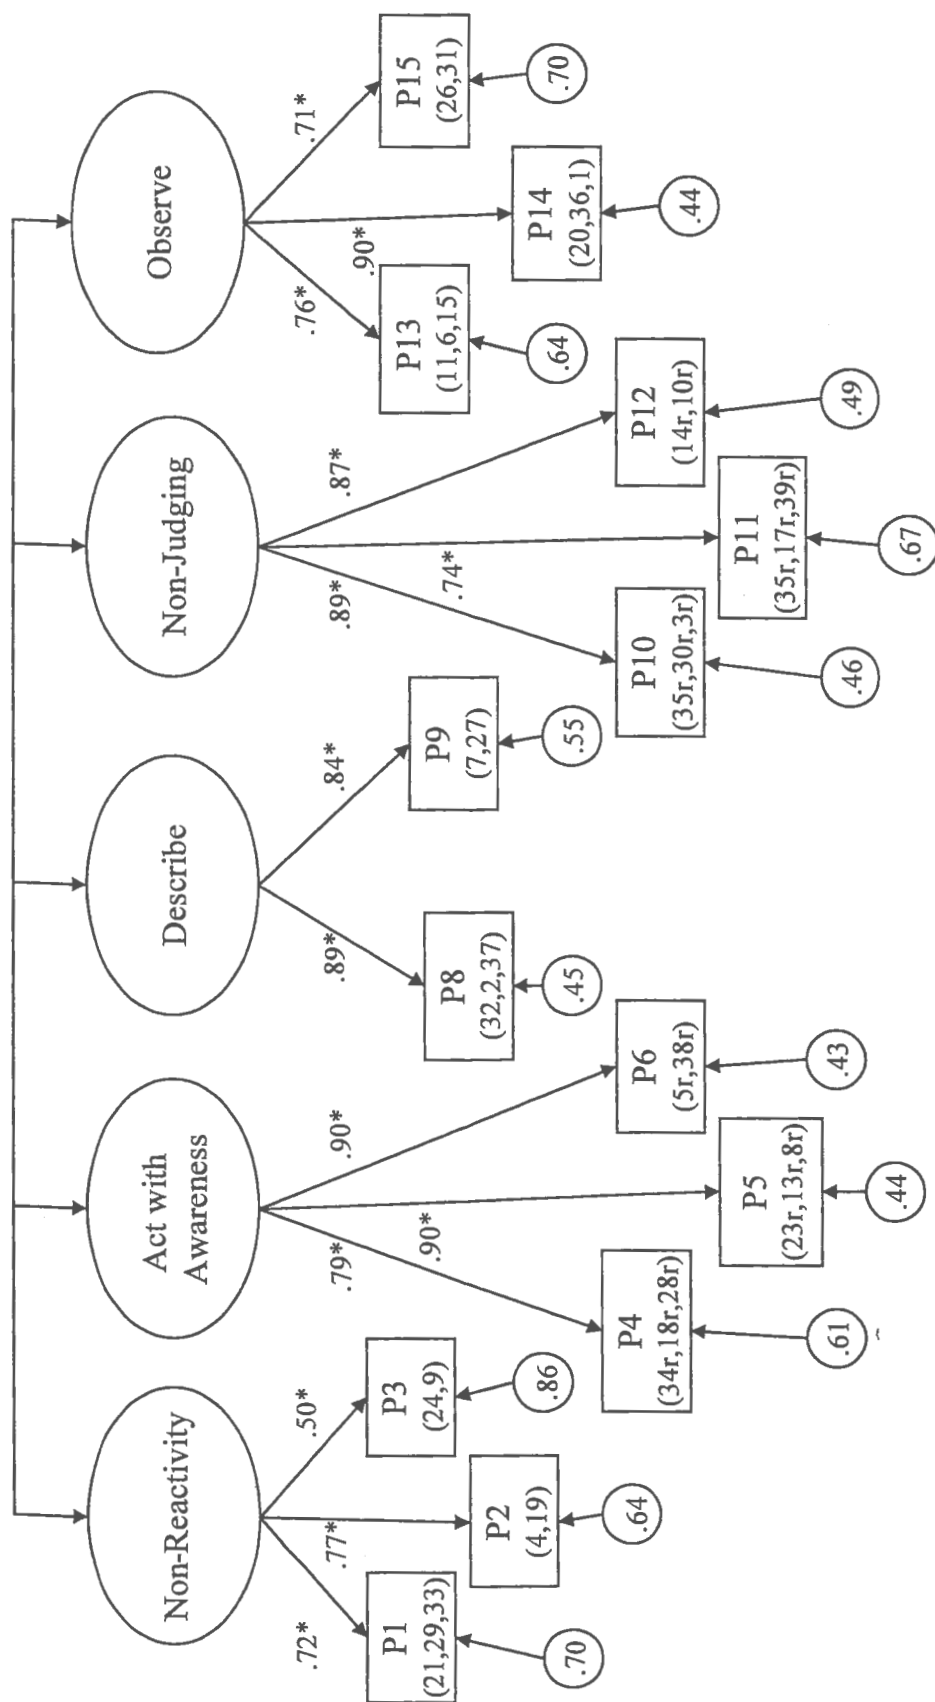 Non-Reactivity
Act with
Awareness
Describe
Non-Judging
Observe
.72*
.77*
.50*
.79*
.90*
.90*
.89*
.84*
.89*
.74*
.87*
.76*
.90*
.71*
P1
(21,29,33)
P2
(4,19)
P3
(24,9)
P4
(34r,18r,28r)
P5
(23r,13r,8r)
P6
(5r,38r)
P8
(32,2,37)
P9
(7,27)
P10
(35r,30r,3r)
P11
(35r,17r,39r)
P12
(14r,10r)
P13
(11,6,15)
P14
(20,36,1)
P15
(26,31)
.70
.64
.86
.61
.44
.43
.45
.55
.46
.67
.49
.64
.44
.70